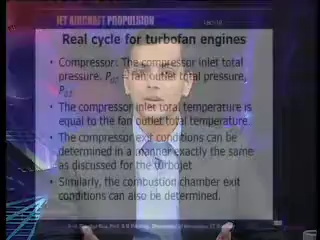 JET AIRCRAFT PROPULSION
Lect-10
Real cycle for turbofan engines
• Compressor: The compressor inlet total
pressure. P02' = fan outlet total pressure,
P03'
• The compressor inlet total temperature is
equal to the fan outlet total temperature.
• The compressor exit conditions can be
determined in a manner exactly the same
as discussed for the turbojet
• Similarly, the combustion chamber exit
conditions can also be determined.